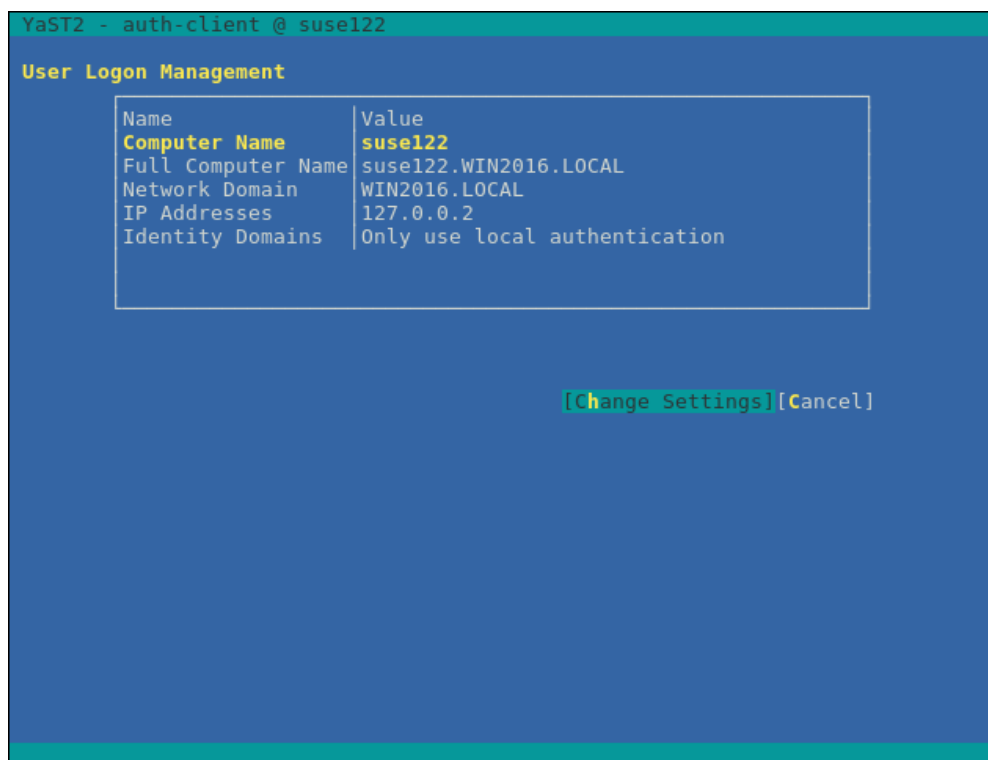 YaST2 - auth-client @ suse122
User Logon Management
Name Value
Computer Name suse122
Full Computer Name suse122.WIN2016.LOCAL
Network Domain WIN2016.LOCAL
IP Addresses 127.0.0.2
Identity Domains Only use local authentication
[Change Settings][Cancel]